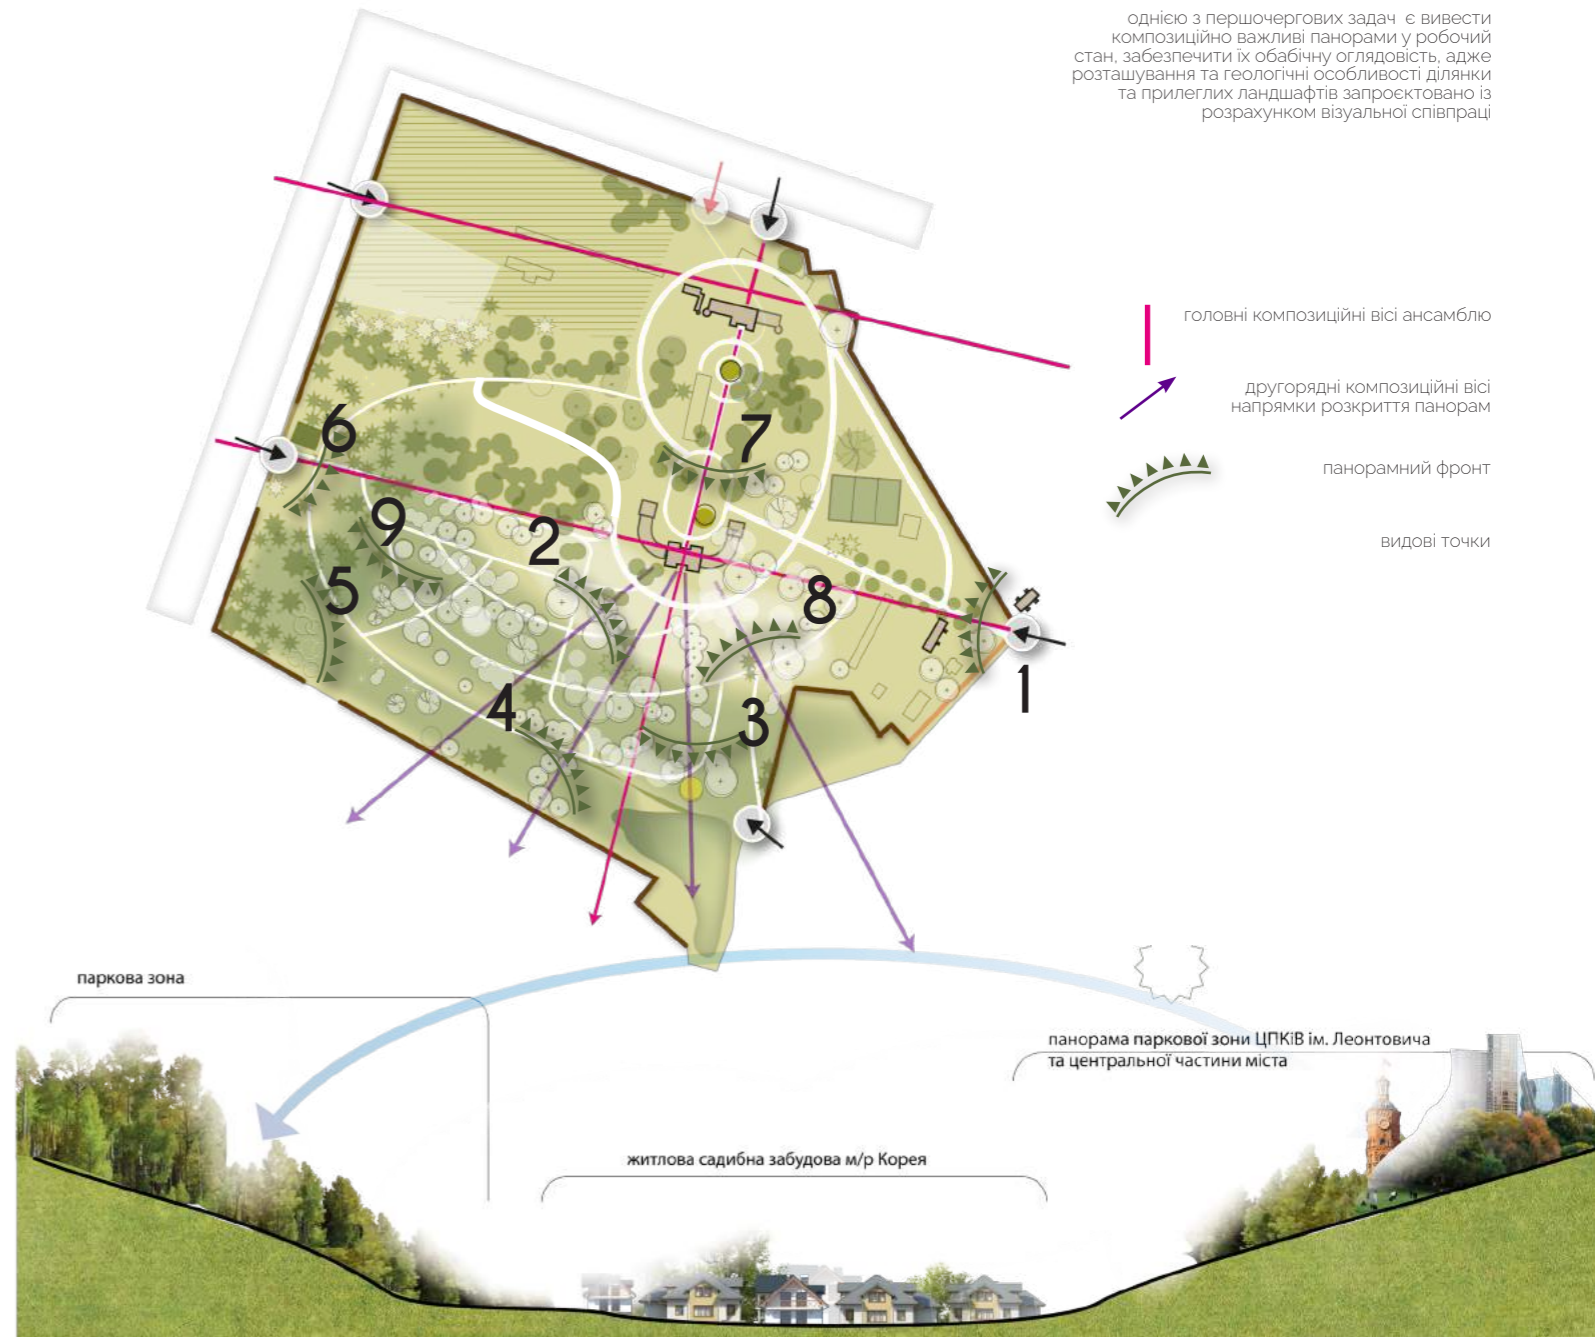 однією з першочергових задач є вивести
композиційно важливі панорами у робочий
стан, забезпечити їх обабічну оглядовість, адже
розташування та геологічні особливості ділянки
та прилеглих ландшафтів запроєктовано із
розрахунком візуальної співпраці
головні композиційні вісі ансамблю
другорядні композиційні вісі
напрямки розкриття панорам
панорамний фронт
видові точки
6
7
9
2
5
8
1
4
3
паркова зона
панорама паркової зони ЦПКіВ ім. Леонтовича
та центральної частини міста
житлова садибна забудова м/р Корея